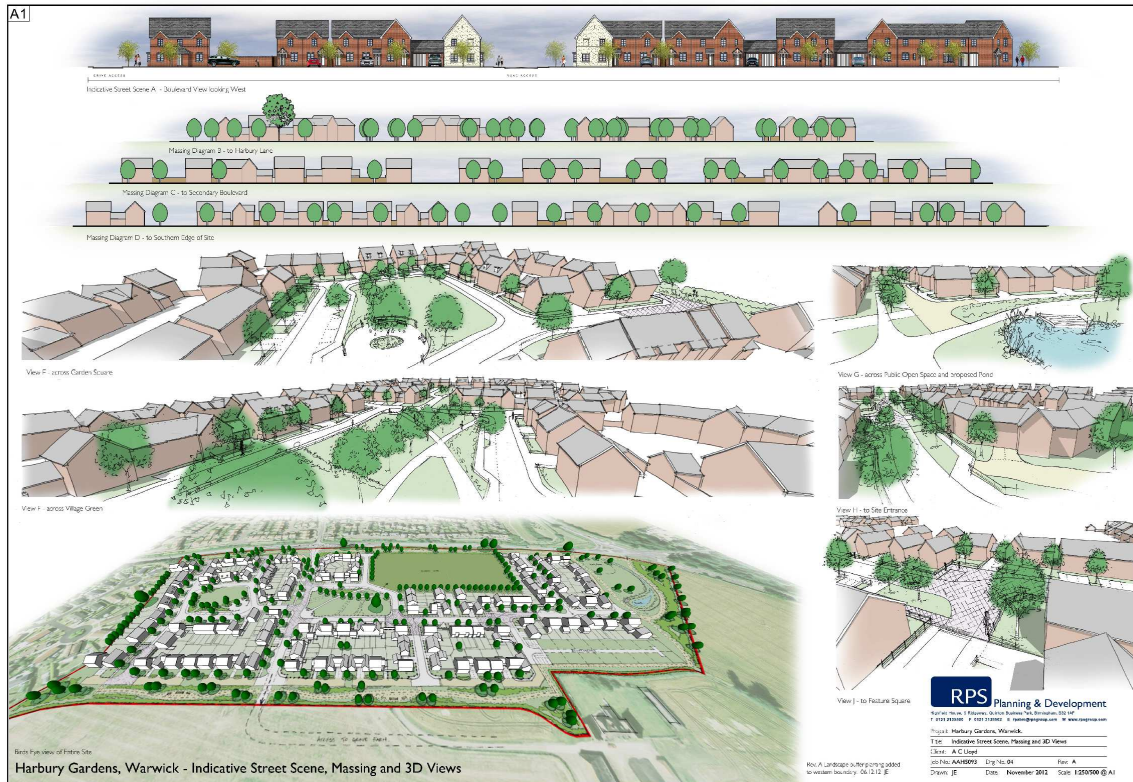 A1
ROAD ACCESS
Indicative Street Scene A - Boulevard View looking West
Massing Diagram B - to Harbury Lane
Massing Diagram C - to Secondary Boulevard
Massing Diagram D - to Southern Edge of Site
View F - across Garden Square
View G - across Public Open Space and proposed Pond
View F - across Village Green
View H - to Site Entrance
View J - to Feature Square
Birds Eye view of Entire Site
Harbury Gardens, Warwick - Indicative Street Scene, Massing and 3D Views
Rev. A Landscape buffer planting added
to western boundary 06.12.12 JE
RPS Planning & Development
Project: Harbury Gardens, Warwick.
Title: Indicative Street Scene, Massing and 3D Views
Client: A C Lloyd
Job No: AAH5093 Drg No: 04 Rev: A
Drawn: JE Date: November 2012 Scale: 1:250/500 @ A1